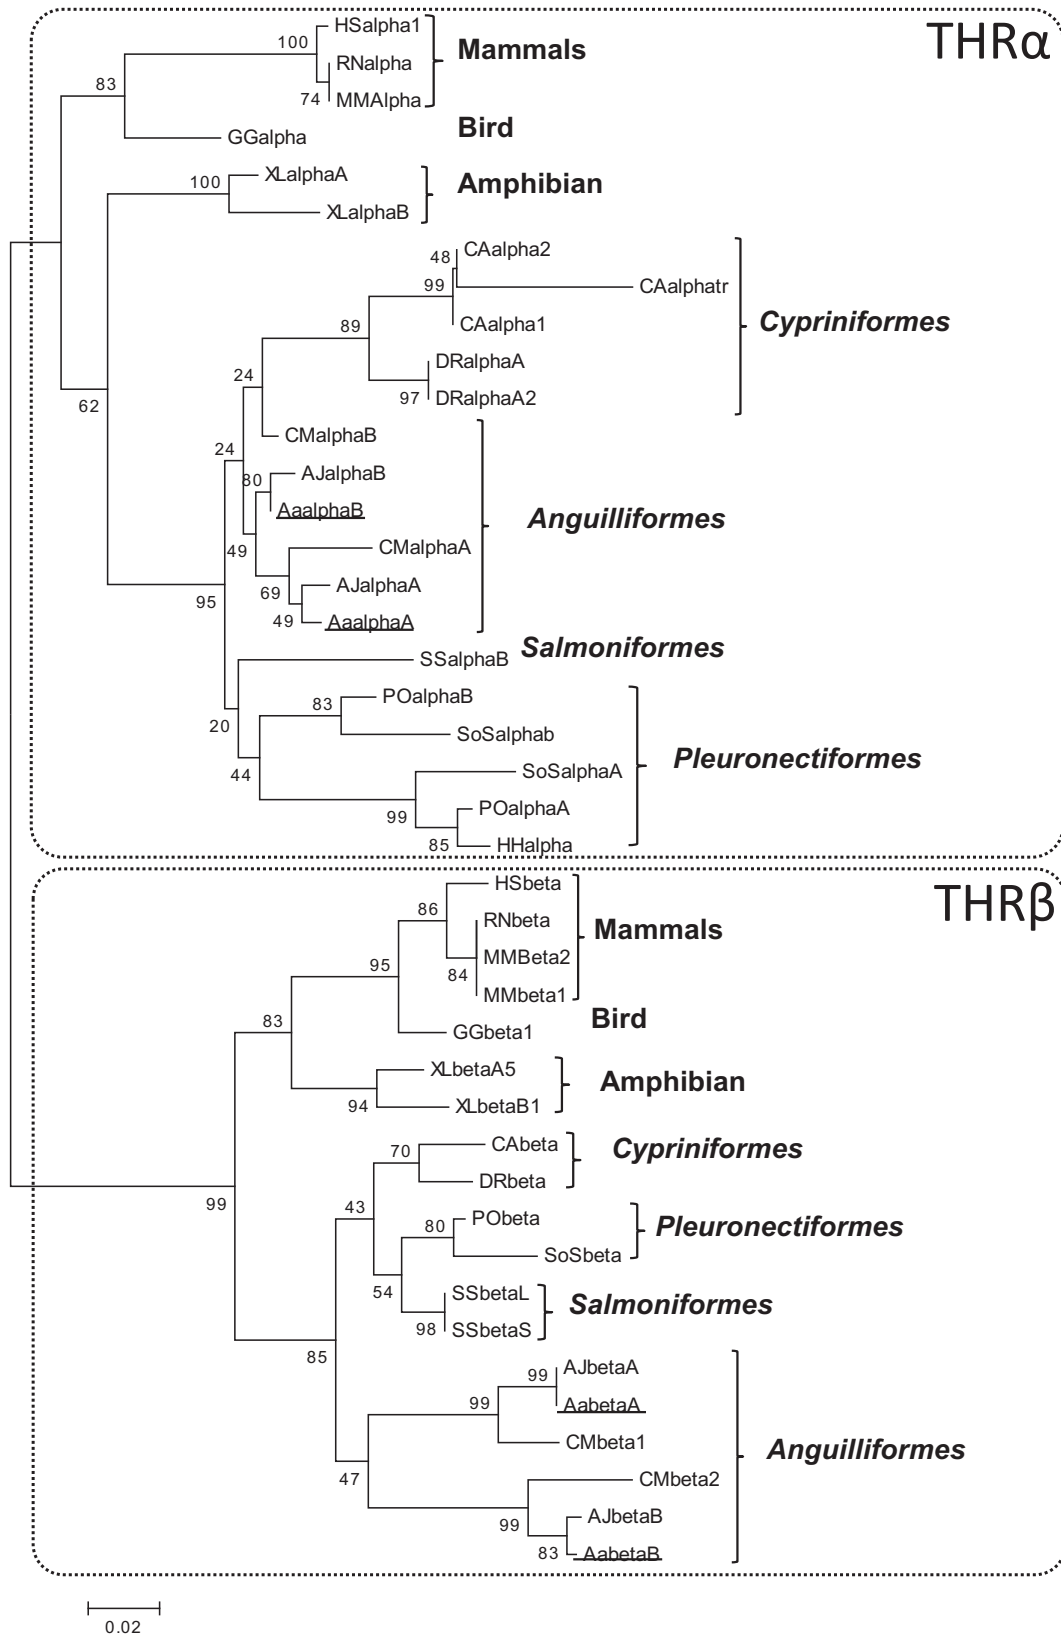 THRα
HSalpha1
100
Mammals
RNalpha
83
74
MMAlpha
Bird
GGalpha
XLalphaA
100
Amphibian
XLalphaB
CAalpha2
48
99
CAalphatr
CAalpha1
Cypriniformes
89
DRalphaA
24
97
DRalphaA2
62
CMalphaB
24
AJalphaB
80
AaalphaB
Anguilliformes
49
CMalphaA
AJalphaA
69
95
49
AaalphaA
SSalphaB
Salmoniformes
POalphaB
83
20
SoSalphab
Pleuronectiformes
44
SoSalphaA
POalphaA
99
85
HHalpha
THRβ
HSbeta
86
RNbeta
Mammals
MMBeta2
95
84
MMbeta1
83
GGbeta1
Bird
XLbetaA5
Amphibian
94
XLbetaB1
CAbeta
70
Cypriniformes
DRbeta
99
43
PObeta
80
Pleuronectiformes
SoSbeta
54
SSbetaL
Salmoniformes
98
SSbetaS
85
AJbetaA
99
99
AabetaA
CMbeta1
Anguilliformes
47
CMbeta2
AJbetaB
99
83
AabetaB
0.02